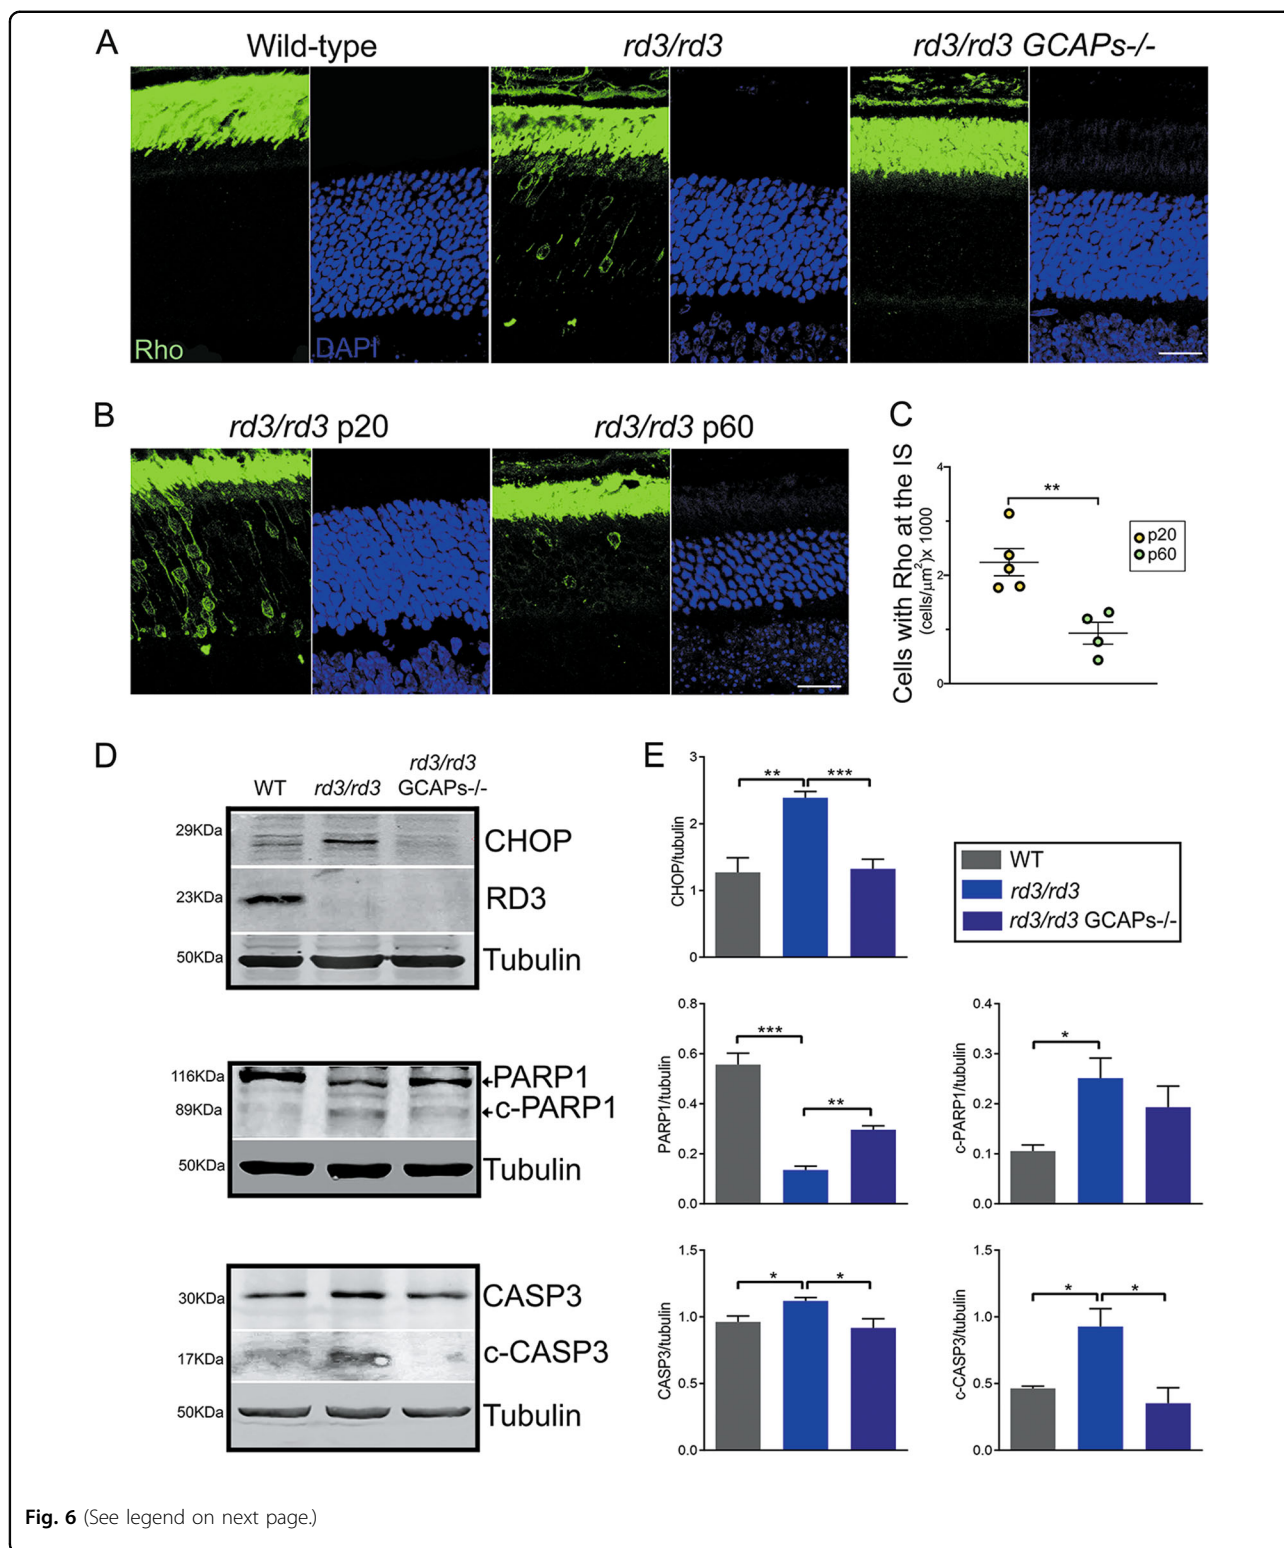 A
Wild-type
rd3/rd3
rd3/rd3 GCAPs-/-
Rho
DAPI
B
rd3/rd3 p20
rd3/rd3 p60
C
Cells with Rho at the IS
(cells/μm²)x 1000
4
2
0
**
p20
p60
D
WT
rd3/rd3
rd3/rd3
GCAPs-/-
29KDa
CHOP
23KDa
RD3
50KDa
Tubulin
116KDa
PARP1
89KDa
c-PARP1
50KDa
Tubulin
30KDa
CASP3
17KDa
c-CASP3
50KDa
Tubulin
E
CHOP/tubulin
3
2
1
0
**
***
WT
rd3/rd3
rd3/rd3 GCAPs-/-
PARP1/tubulin
0.8
0.6
0.4
0.2
0.0
***
**
c-PARP1/tubulin
0.4
0.3
0.2
0.1
0.0
*
CASP3/tubulin
1.5
1.0
0.5
0.0
*
*
c-CASP3/tubulin
1.5
1.0
0.5
0.0
*
*
Fig. 6 (See legend on next page.)